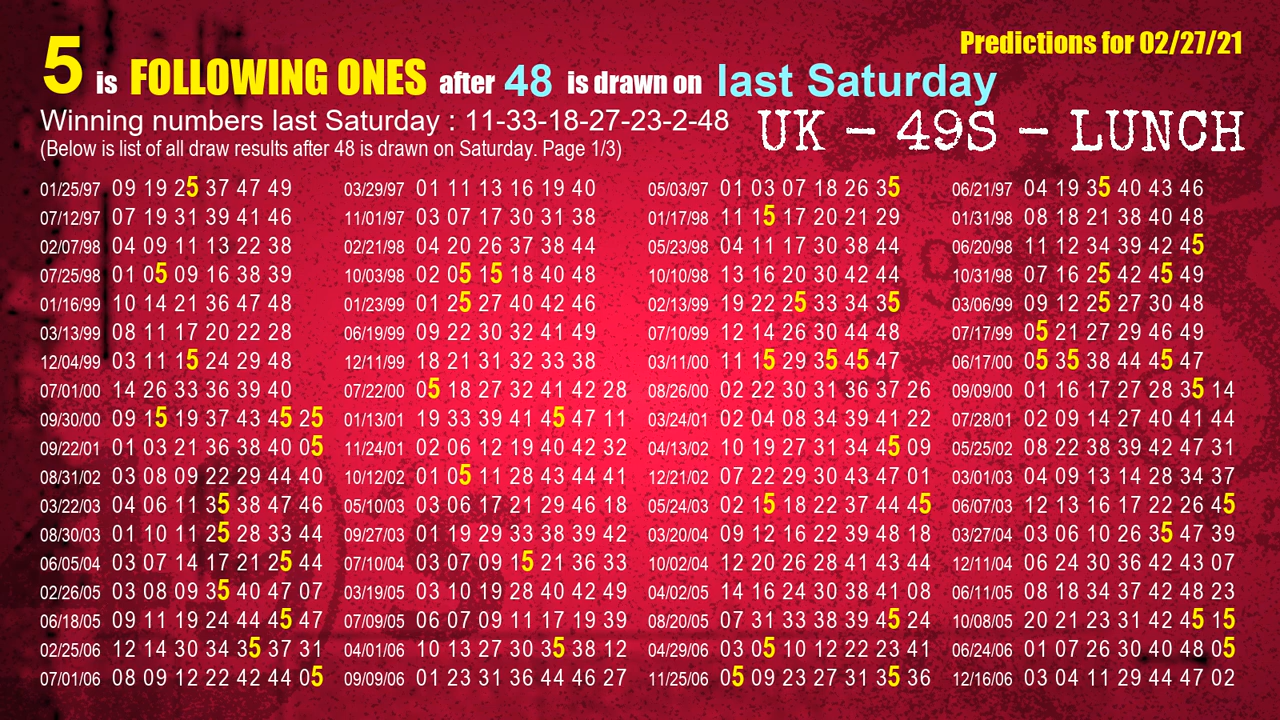 Predictions for 02/27/21
5 is FOLLOWING ONES after 48 is drawn on last Saturday
Winning numbers last Saturday : 11-33-18-27-23-2-48
UK - 49S - LUNCH
(Below is list of all draw results after 48 is drawn on Saturday. Page 1/3)
01/25/97 09 19 25 37 47 49 03/29/97 01 11 13 16 19 40 05/03/97 01 03 07 18 26 35 06/21/97 04 19 35 40 43 46
07/12/97 07 19 31 39 41 46 11/01/97 03 07 17 30 31 38 01/17/98 11 15 17 20 21 29 01/31/98 08 18 21 38 40 48
02/07/98 04 09 11 13 22 38 02/21/98 04 20 26 37 38 44 05/23/98 04 11 17 30 38 44 06/20/98 11 12 34 39 42 45
07/25/98 01 05 09 16 38 39 10/03/98 02 05 15 18 40 48 10/10/98 13 16 20 30 42 44 10/31/98 07 16 25 42 45 49
01/16/99 10 14 21 36 47 48 01/23/99 01 25 27 40 42 46 02/13/99 19 22 25 33 34 35 03/06/99 09 12 25 27 30 48
03/13/99 08 11 17 20 22 28 06/19/99 09 22 30 32 41 49 07/10/99 12 14 26 30 44 48 07/17/99 05 21 27 29 46 49
12/04/99 03 11 15 24 29 48 12/11/99 18 21 31 32 33 38 03/11/00 11 15 29 35 45 47 06/17/00 05 35 38 44 45 47
07/01/00 14 26 33 36 39 40 07/22/00 05 18 27 32 41 42 28 08/26/00 02 22 30 31 36 37 26 09/09/00 01 16 17 27 28 35 14
09/30/00 09 15 19 37 43 45 25 01/13/01 19 33 39 41 45 47 11 03/24/01 02 04 08 34 39 41 22 07/28/01 02 09 14 27 40 41 44
09/22/01 01 03 21 36 38 40 05 11/24/01 02 06 12 19 40 42 32 04/13/02 10 19 27 31 34 45 09 05/25/02 08 22 38 39 42 47 31
08/31/02 03 08 09 22 29 44 40 10/12/02 01 05 11 28 43 44 41 12/21/02 07 22 29 30 43 47 01 03/01/03 04 09 13 14 28 34 37
03/22/03 04 06 11 35 38 47 46 05/10/03 03 06 17 21 29 46 18 05/24/03 02 15 18 22 37 44 45 06/07/03 12 13 16 17 22 26 45
08/30/03 01 10 11 25 28 33 44 09/27/03 01 19 29 33 38 39 42 03/20/04 09 12 16 22 39 48 18 03/27/04 03 06 10 26 35 47 39
06/05/04 03 07 14 17 21 25 44 07/10/04 03 07 09 15 21 36 33 10/02/04 12 20 26 28 41 43 44 12/11/04 06 24 30 36 42 43 07
02/26/05 03 08 09 35 40 47 07 03/19/05 03 10 19 28 40 42 49 04/02/05 14 16 24 30 38 41 08 06/11/05 08 18 34 37 42 48 23
06/18/05 09 11 19 24 44 45 47 07/09/05 06 07 09 11 17 19 39 08/20/05 07 31 33 38 39 45 24 10/08/05 20 21 23 31 42 45 15
02/25/06 12 14 30 34 35 37 31 04/01/06 10 13 27 30 35 38 12 04/29/06 03 05 10 12 22 23 41 06/24/06 01 07 26 30 40 48 05
07/01/06 08 09 12 22 42 44 05 09/09/06 01 23 31 36 44 46 27 11/25/06 05 09 23 27 31 35 36 12/16/06 03 04 11 29 44 47 02